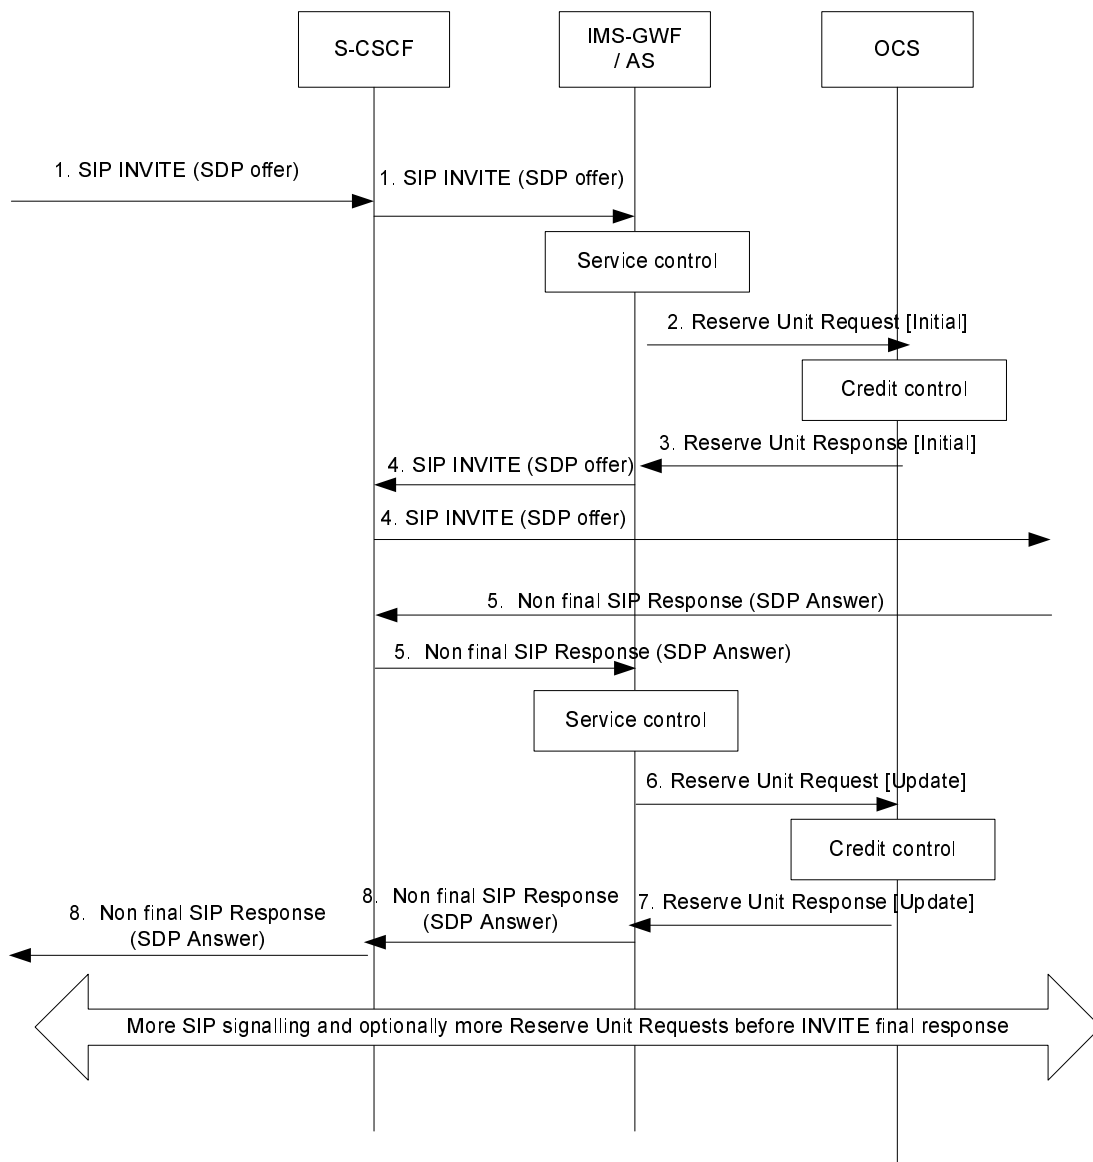 S-CSCF
IMS-GWF
/ AS
OCS
1. SIP INVITE (SDP offer)
1. SIP INVITE (SDP offer)
Service control
2. Reserve Unit Request [Initial]
Credit control
3. Reserve Unit Response [Initial]
4. SIP INVITE (SDP offer)
4. SIP INVITE (SDP offer)
5. Non final SIP Response (SDP Answer)
5. Non final SIP Response (SDP Answer)
Service control
6. Reserve Unit Request [Update]
Credit control
7. Reserve Unit Response [Update]
8. Non final SIP Response
(SDP Answer)
8. Non final SIP Response
(SDP Answer)
More SIP signalling and optionally more Reserve Unit Requests before INVITE final response